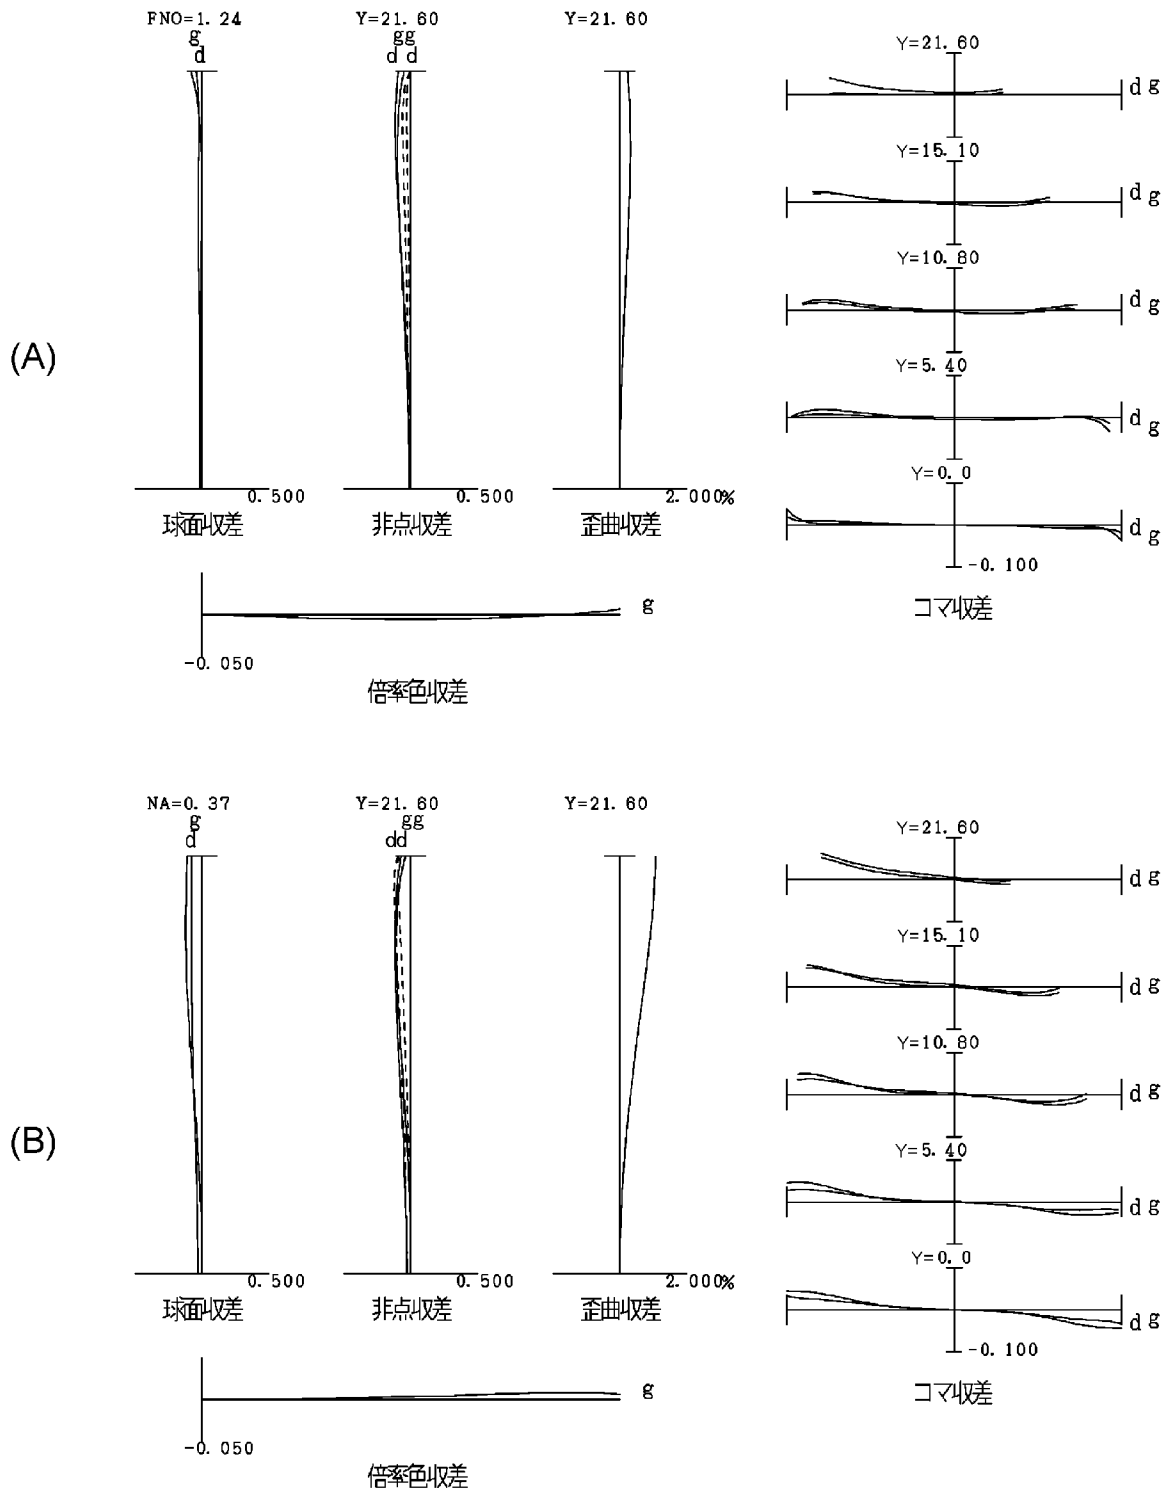 FNO=1.24
Y=21.60
Y=21.60
g
gg
d
d d
Y=21.60
d g
Y=15.10
d g
Y=10.80
d g
(A)
Y=5.40
d g
Y=0.0
0.500
0.500
2.000%
球面収差
非点収差
歪曲収差
d g
-0.100
コマ収差
g
-0.050
倍率色収差
NA=0.37
Y=21.60
Y=21.60
g
gg
d
dd
Y=21.60
d g
Y=15.10
d g
Y=10.80
d g
(B)
Y=5.40
d g
Y=0.0
0.500
0.500
2.000%
球面収差
非点収差
歪曲収差
d g
-0.100
コマ収差
g
-0.050
倍率色収差